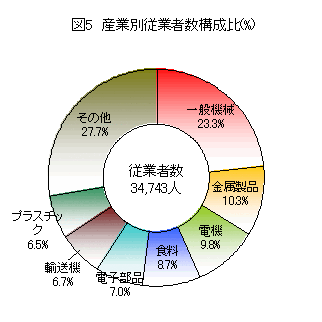 図5 産業別従業者数構成比(%)
一般機械
23.3%
金属製品
10.3%
電機
9.8%
食料
8.7%
電子部品
7.0%
輸送機
6.7%
プラスチッ
ク
6.5%
その他
27.7%
従業者数
34,743人